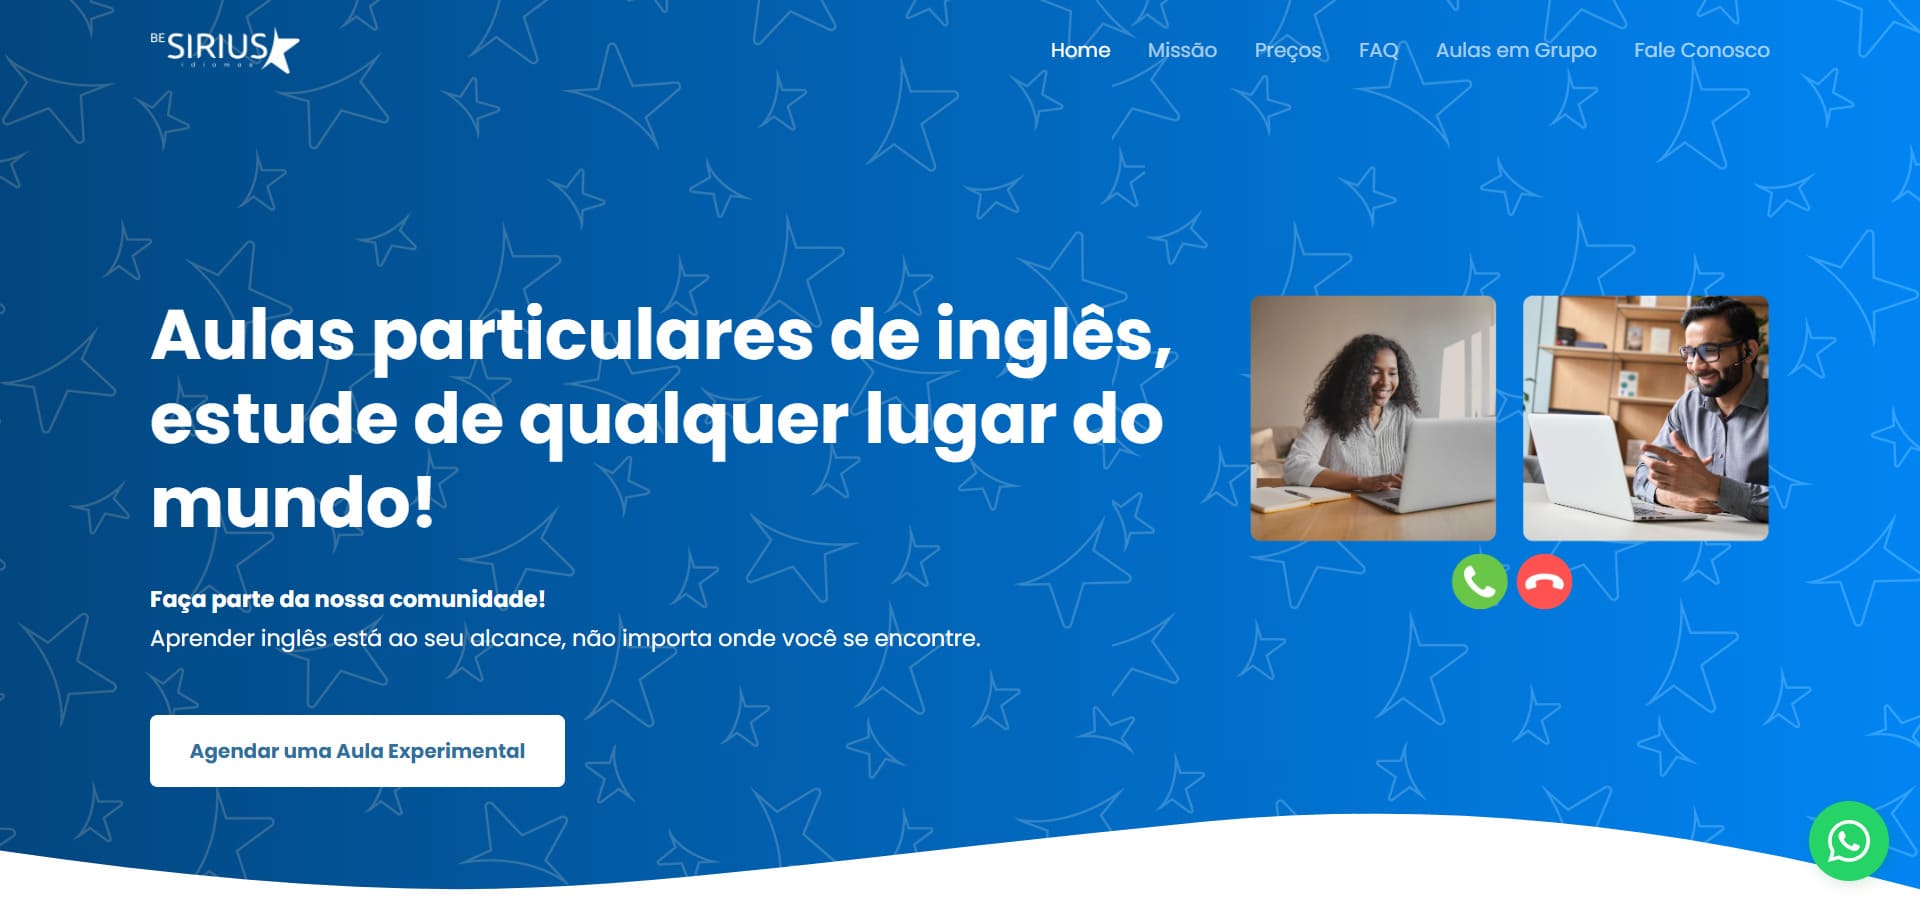 BE SIRIUS
idiomas
Home Missão Preços FAQ Aulas em Grupo Fale Conosco
Aulas particulares de inglês,
estude de qualquer lugar do
mundo!
Faça parte da nossa comunidade!
Aprender inglês está ao seu alcance, não importa onde você se encontre.
Agendar uma Aula Experimental